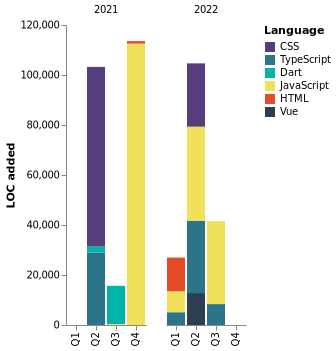 2021
2022
LOC added
120,000
100,000
80,000
60,000
40,000
20,000
0
Q1
Q2
Q3
Q4
Q1
Q2
Q3
Q4
Language
CSS
TypeScript
Dart
JavaScript
HTML
Vue